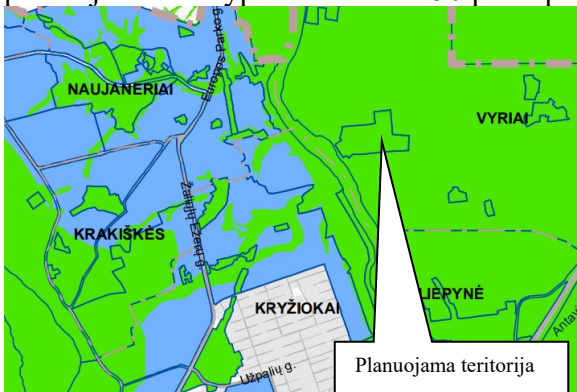 NAUJANERIAI
Europos Parko g.
VYRIAI
Žaliųjų Ežerų g.
KRAKIŠKĖS
LIEPYNĖ
KRYŽIOKAI
Užpalių g.
Planuojama teritorija